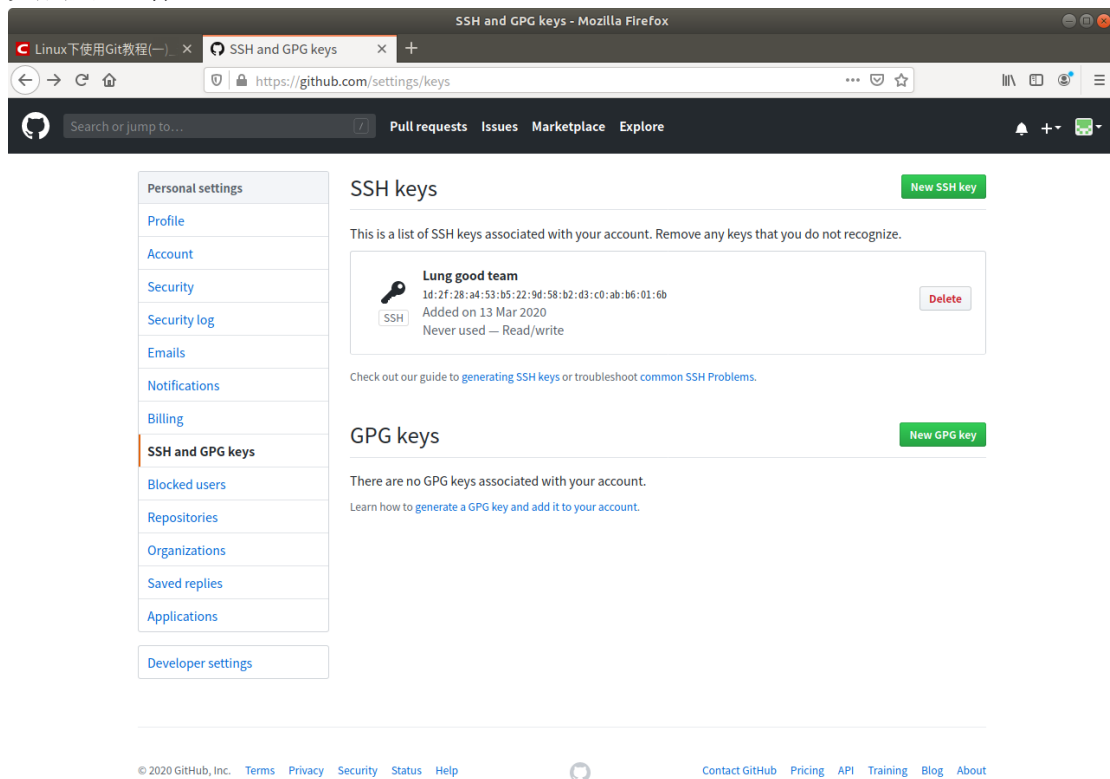 SSH and GPG keys - Mozilla Firefox
Linux下使用Git教程(一)_
SSH and GPG keys
https://github.com/settings/keys
Search or jump to...
/
Pull requests Issues Marketplace Explore
Personal settings
Profile
Account
Security
Security log
Emails
Notifications
Billing
SSH and GPG keys
Blocked users
Repositories
Organizations
Saved replies
Applications
Developer settings
SSH keys
New SSH key
This is a list of SSH keys associated with your account. Remove any keys that you do not recognize.
SSH
Lung good team
1d:2f:28:a4:53:b5:22:9d:58:b2:d3:c0:ab:b6:01:6b
Added on 13 Mar 2020
Never used — Read/write
Delete
Check out our guide to generating SSH keys or troubleshoot common SSH Problems.
GPG keys
New GPG key
There are no GPG keys associated with your account.
Learn how to generate a GPG key and add it to your account.
© 2020 GitHub, Inc. Terms Privacy Security Status Help
Contact GitHub Pricing API Training Blog About